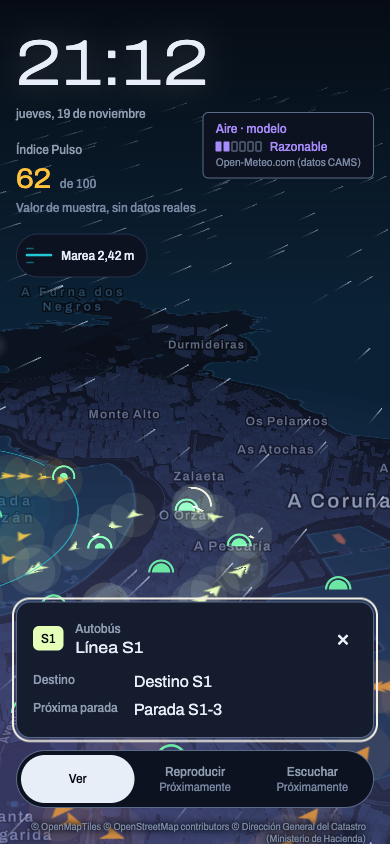 21:12
jueves, 19 de noviembre
Aire · modelo
Razonable
Open-Meteo.com (datos CAMS)
Índice Pulso
62 de 100
Valor de muestra, sin datos reales
Marea 2,42 m
A Furna dos
Negros
Durmideiras
Monte Alto
Os Pelamios
As Atochas
Zalaeta
A Coruña
O Orzán
A Pescaría
S1
Autobús
Línea S1
×
Destino
Destino S1
Próxima parada
Parada S1-3
Ver
Reproducir
Próximamente
Escuchar
Próximamente
© OpenMapTiles © OpenStreetMap contributors © Dirección General del Catastro
(Ministerio de Hacienda)